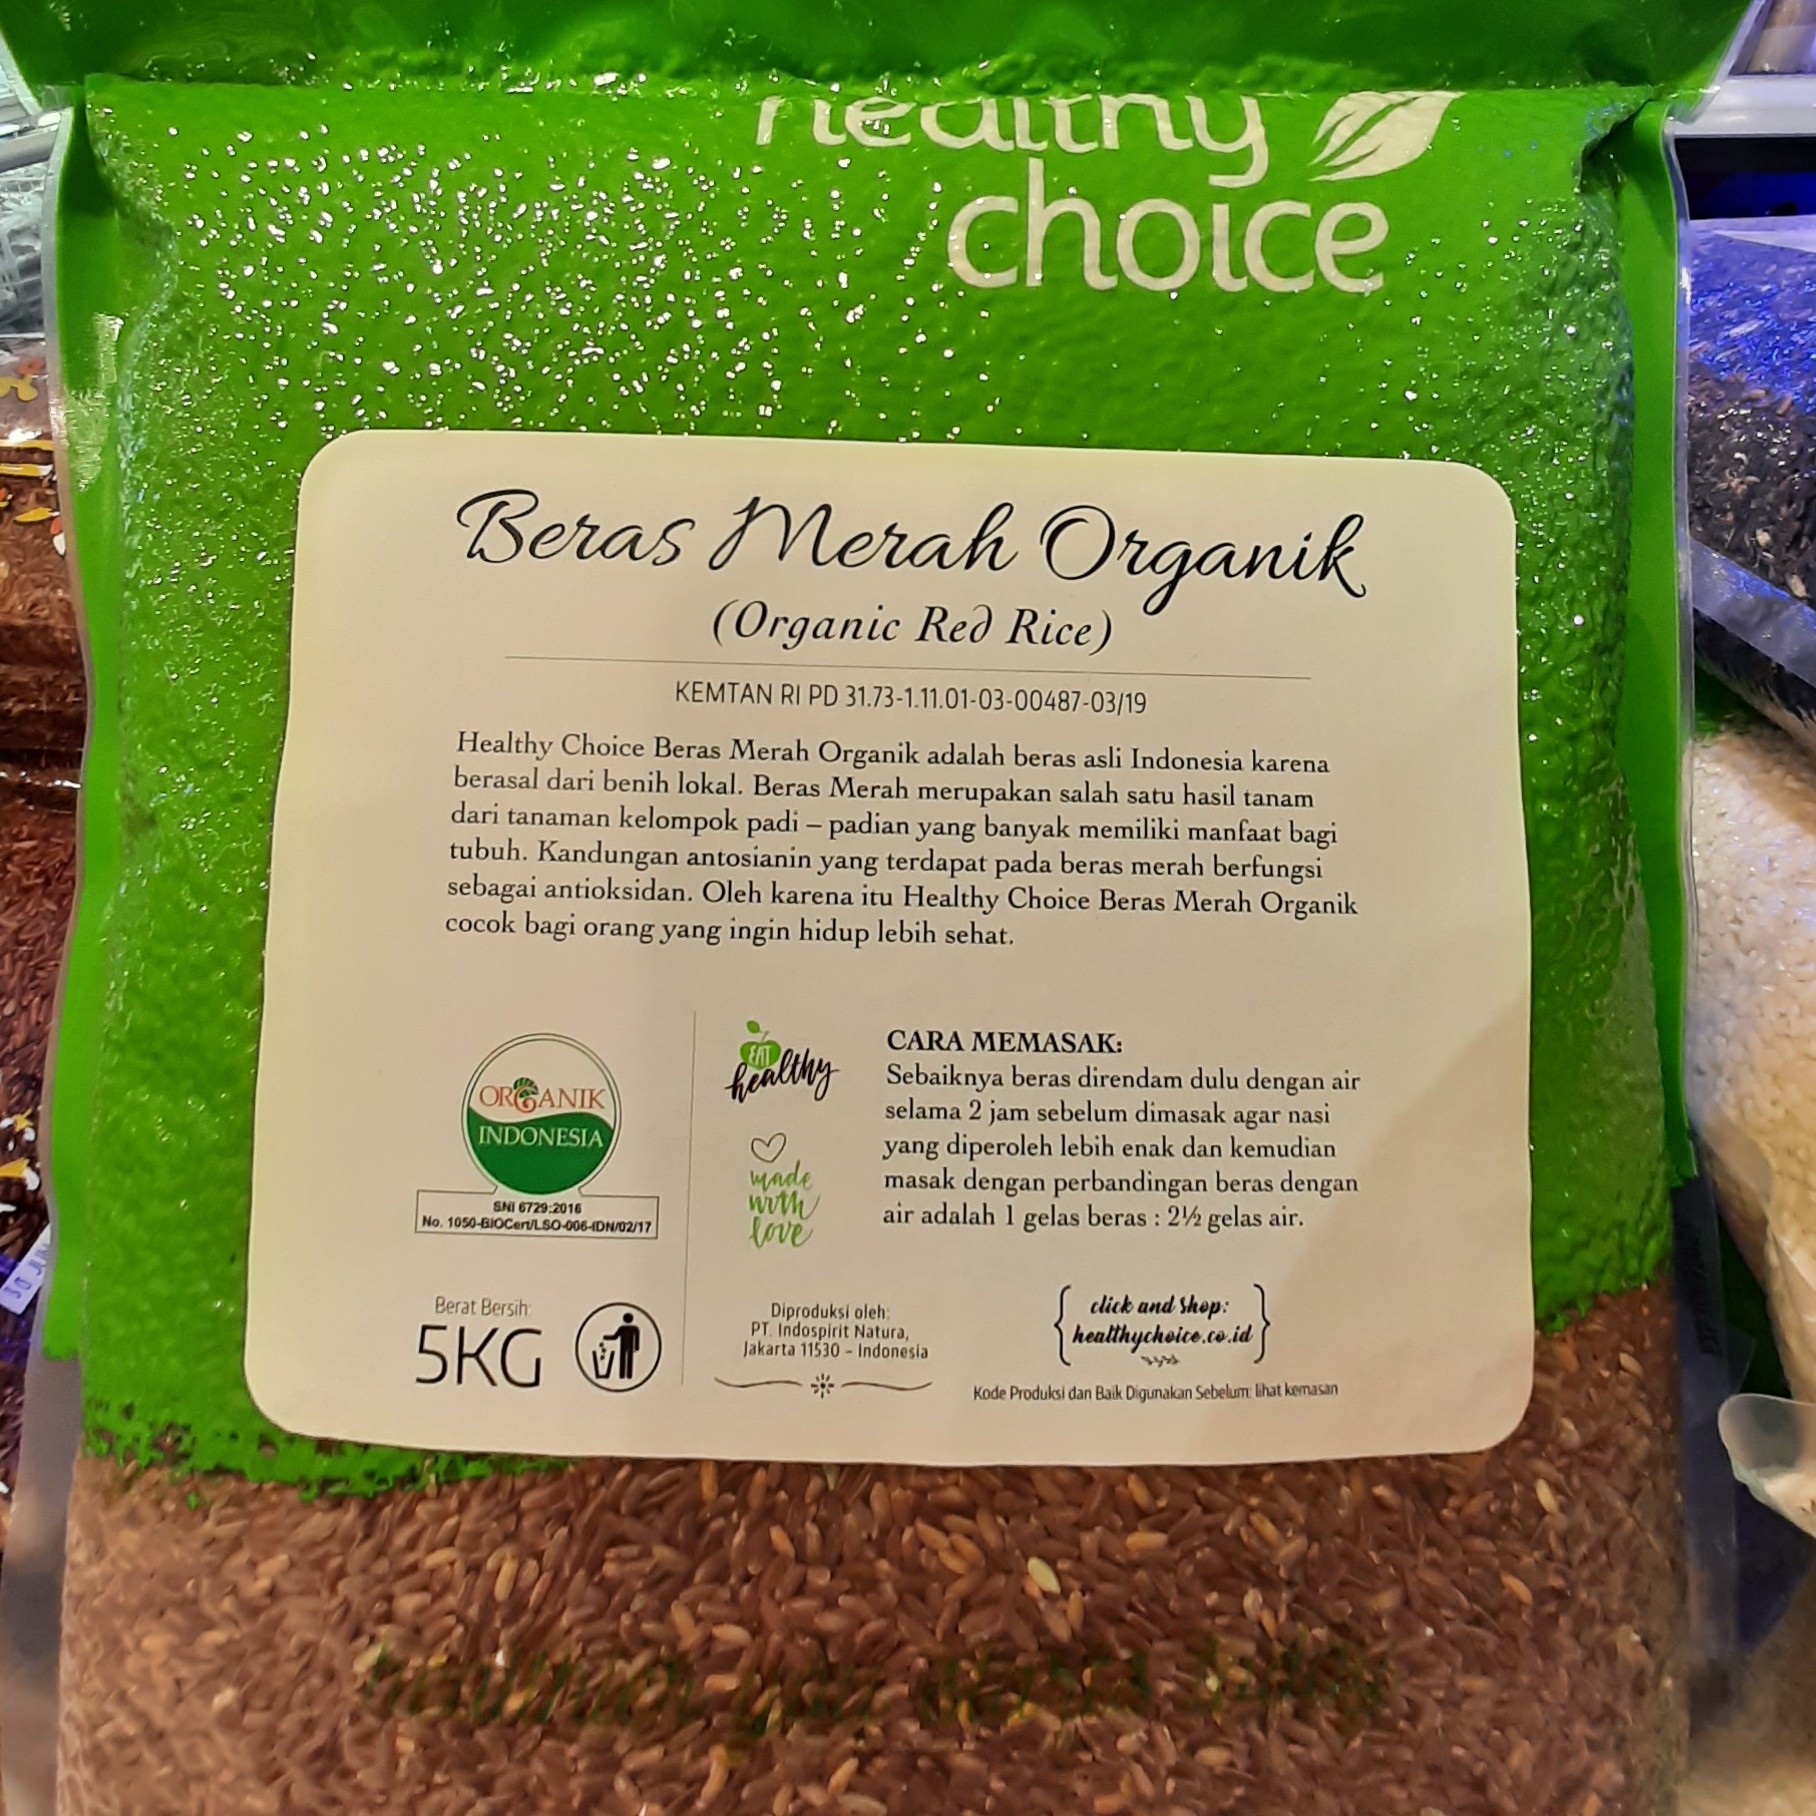 healthy
choice
Beras Merah Organik
(Organic Red Rice)
KEMTAN RI PD 31.73-1.11.01-03-00487-03/19
Healthy Choice Beras Merah Organik adalah beras asli Indonesia karena
berasal dari benih lokal. Beras Merah merupakan salah satu hasil tanam
dari tanaman kelompok padi – padian yang banyak memiliki manfaat bagi
tubuh. Kandungan antosianin yang terdapat pada beras merah berfungsi
sebagai antioksidan. Oleh karena itu Healthy Choice Beras Merah Organik
cocok bagi orang yang ingin hidup lebih sehat.
ORGANIK
INDONESIA
SNI 6729:2016
No. 1050-BIOCert/LSO-006-IDN/02/17
EAT
healthy
made
with
love
CARA MEMASAK:
Sebaiknya beras direndam dulu dengan air
selama 2 jam sebelum dimasak agar nasi
yang diperoleh lebih enak dan kemudian
masak dengan perbandingan beras dengan
air adalah 1 gelas beras : 2½ gelas air.
Berat Bersih:
5KG
Diproduksi oleh:
PT. Indospirit Natura,
Jakarta 11530 - Indonesia
click and shop:
healthychoice.co.id
Kode Produksi dan Baik Digunakan Sebelum: lihat kemasan